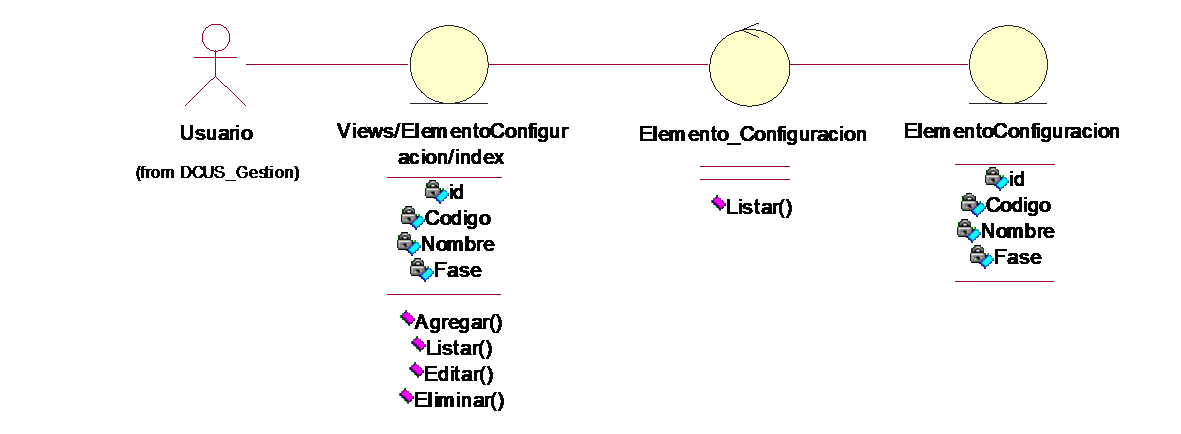 Usuario
(from DCUS_Gestion)
Views/ElementoConfigur
acion/index
id
Codigo
Nombre
Fase
Agregar()
Listar()
Editar()
Eliminar()
Elemento_Configuracion
Listar()
ElementoConfiguracion
id
Codigo
Nombre
Fase